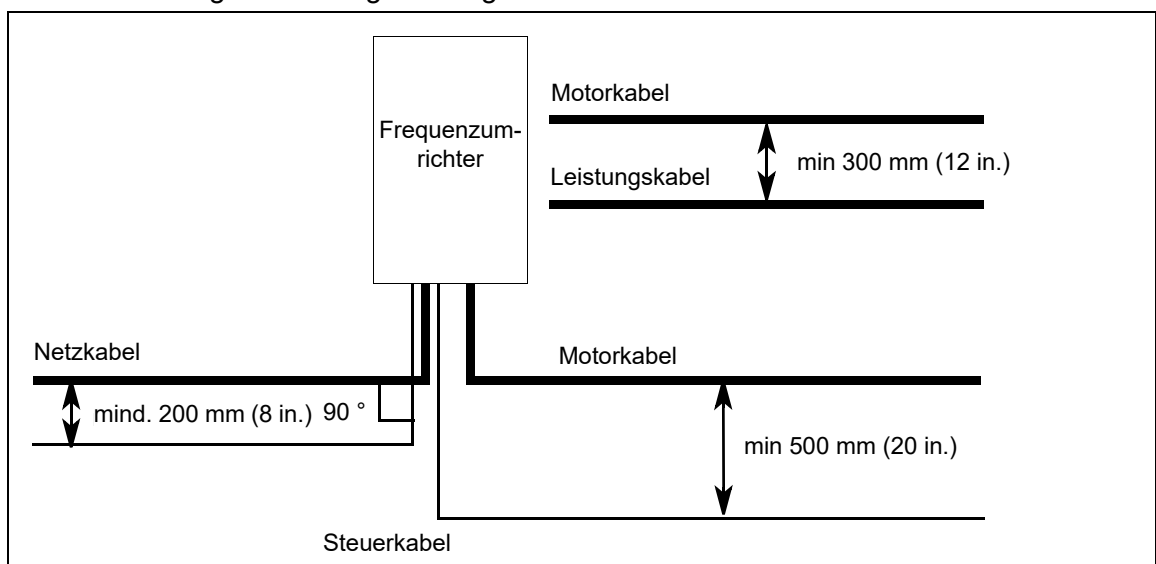 Motorkabel
Frequenzum-
richter
min 300 mm (12 in.)
Leistungskabel
Netzkabel
Motorkabel
mind. 200 mm (8 in.) 90 °
min 500 mm (20 in.)
Steuerkabel